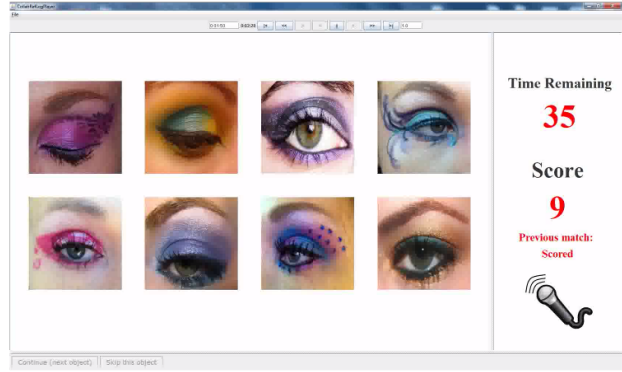 File
Time Remaining
35
Score
9
Previous match:
Scored
Continue (next object)
Skip this object